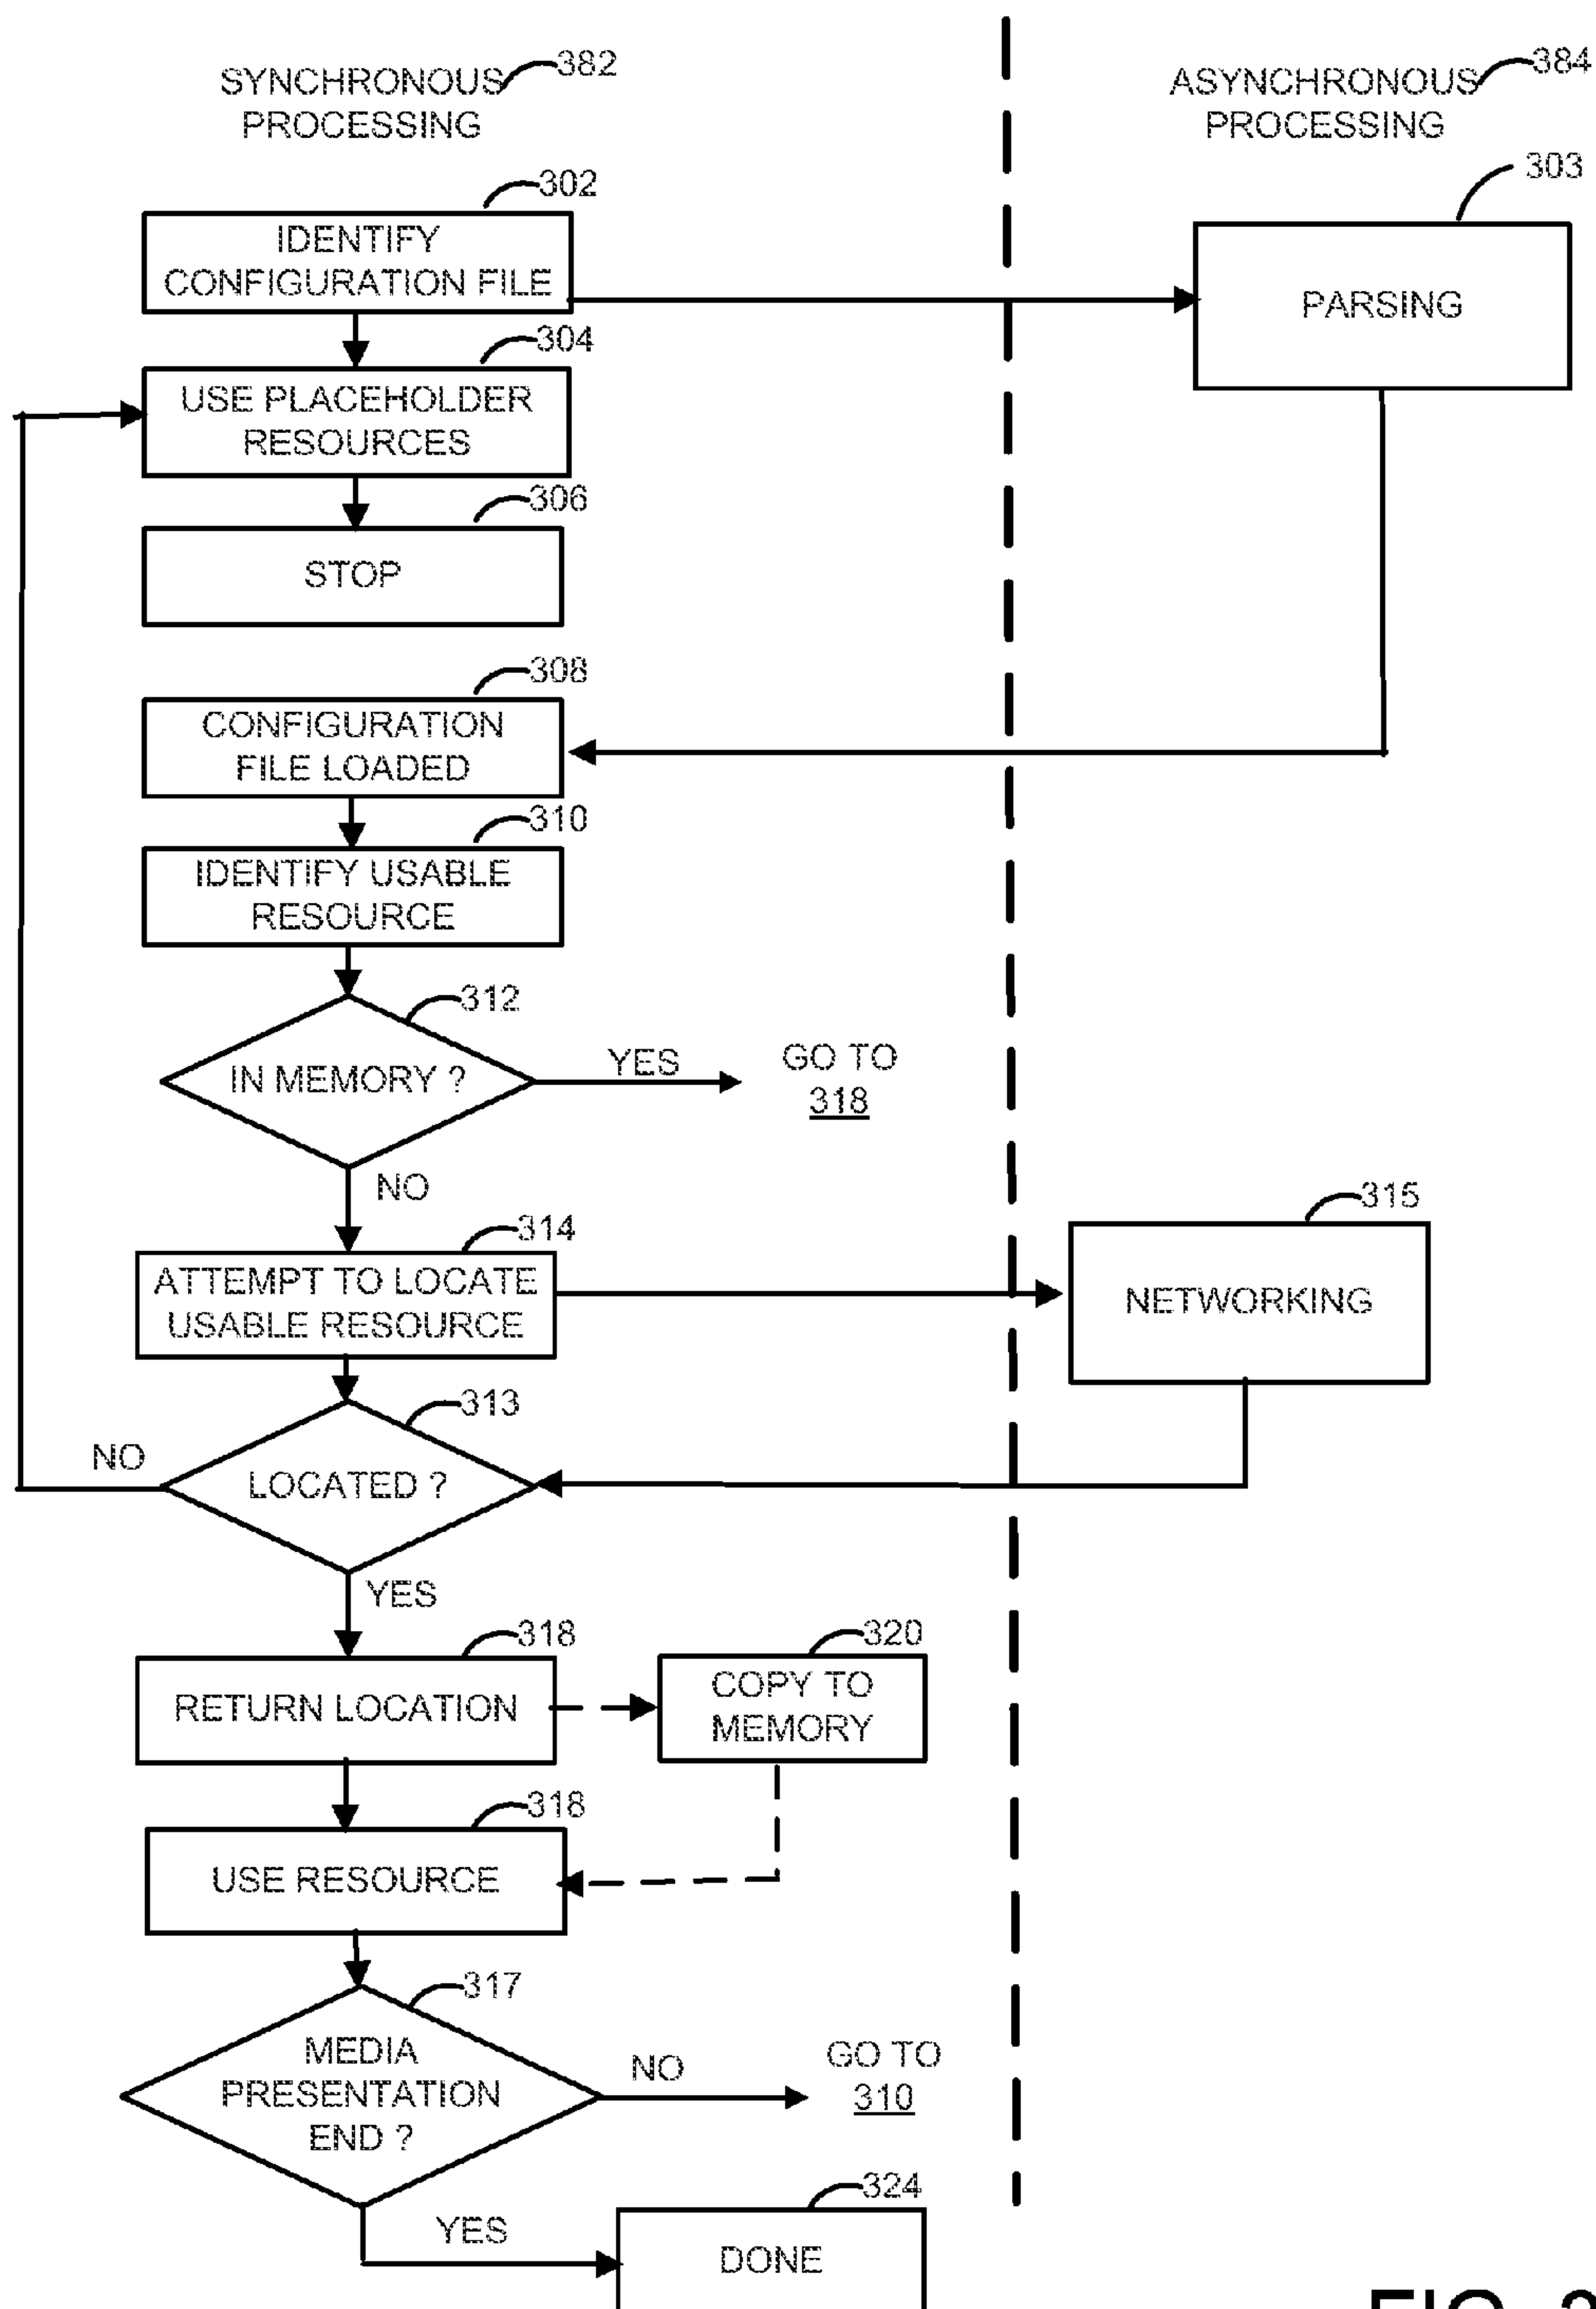 SYNCHRONOUS
PROCESSING
382
ASYNCHRONOUS
PROCESSING
384
302
IDENTIFY
CONFIGURATION FILE
303
PARSING
304
USE PLACEHOLDER
RESOURCES
306
STOP
308
CONFIGURATION
FILE LOADED
310
IDENTIFY USABLE
RESOURCE
312
IN MEMORY ?
YES
GO TO
318
NO
314
ATTEMPT TO LOCATE
USABLE RESOURCE
315
NETWORKING
313
LOCATED ?
NO
YES
318
RETURN LOCATION
320
COPY TO
MEMORY
318
USE RESOURCE
317
MEDIA
PRESENTATION
END ?
NO
GO TO
310
YES
324
DONE
FIG. 3